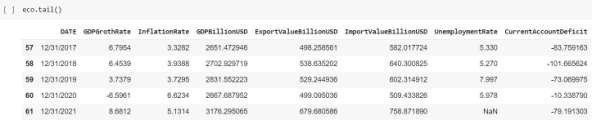 [ ] eco.tail()
DATE GDPGrothRate InflationRate GDPBillionUSD ExportValueBillionUSD ImportValueBillionUSD UnemploymentRate CurrentAccountDeficit
57 12/31/2017 6.7954 3.3282 2651.472946 498.258561 582.017724 5.330 -83.759163
58 12/31/2018 6.4539 3.9388 2702.929719 538.635202 640.300825 5.270 -101.665624
59 12/31/2019 3.7379 3.7295 2831.552223 529.244936 602.314912 7.997 -73.069975
60 12/31/2020 -6.5961 6.6234 2667.687952 499.095036 509.433826 5.978 -10.338790
61 12/31/2021 8.6812 5.1314 3176.295065 679.680586 758.871890 NaN -79.191303